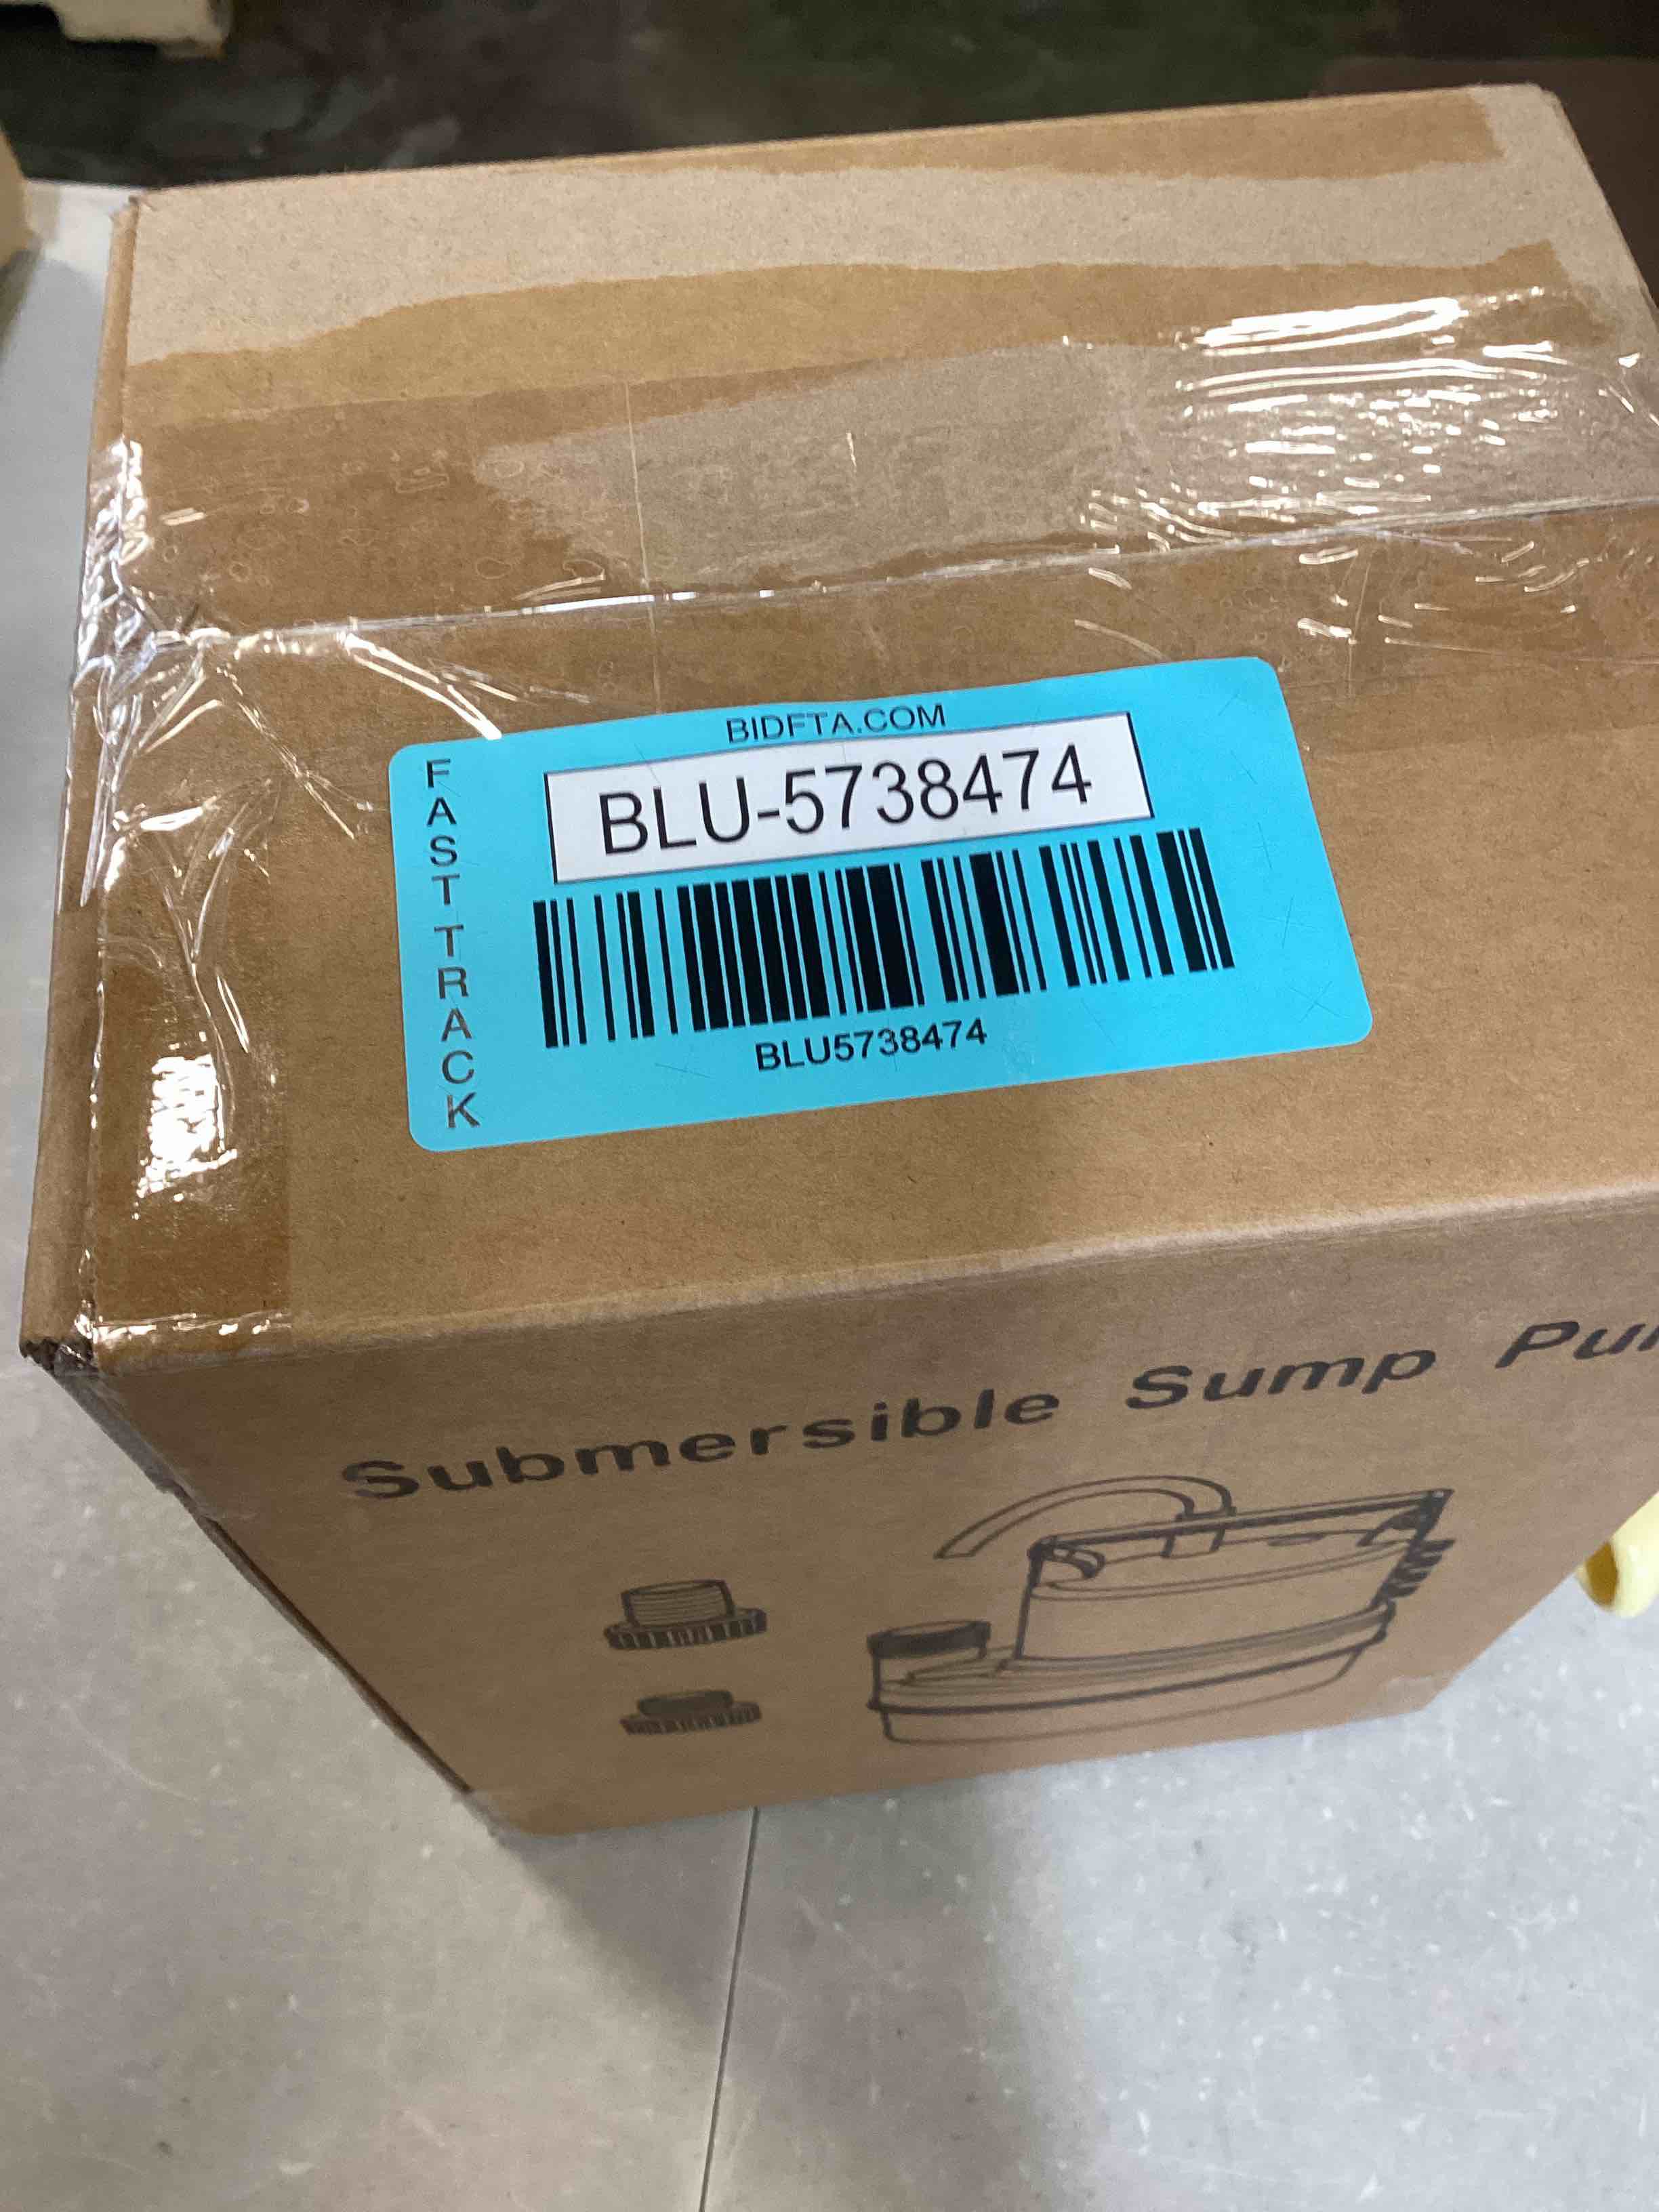 BIDFTA.COM
FAST TRACK
BLU-5738474
BLU5738474
Submersible Sump